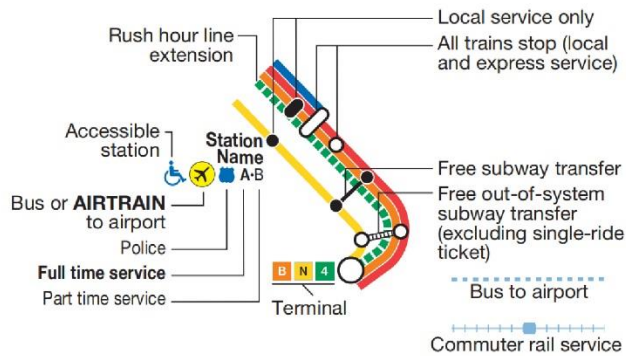 Local service only
Rush hour line
extension
All trains stop (local
and express service)
Accessible
station
Station
Name
A•B
Bus or AIRTRAIN
to airport
Police
Full time service
Part time service
Free subway transfer
Free out-of-system
subway transfer
(excluding single-ride
ticket)
B N 4
Terminal
Bus to airport
Commuter rail service